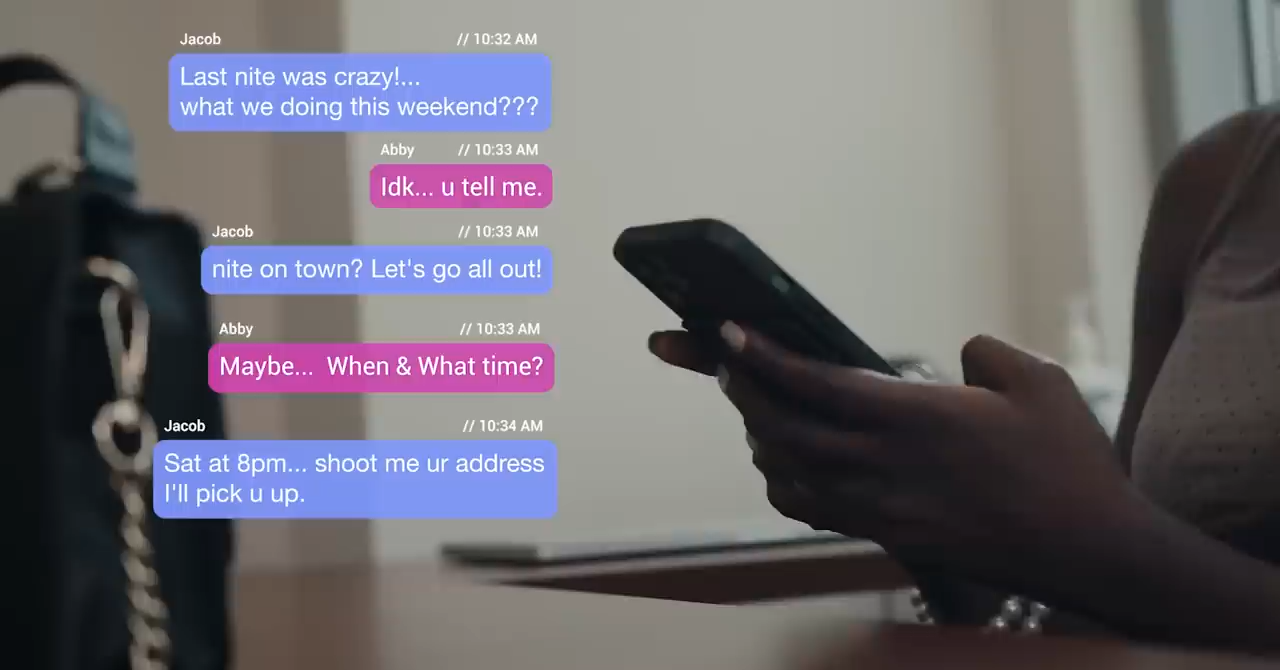 Jacob // 10:32 AM
Last nite was crazy!...
what we doing this weekend???
Abby // 10:33 AM
Idk... u tell me.
Jacob // 10:33 AM
nite on town? Let's go all out!
Abby // 10:33 AM
Maybe... When & What time?
Jacob // 10:34 AM
Sat at 8pm... shoot me ur address
I'll pick u up.